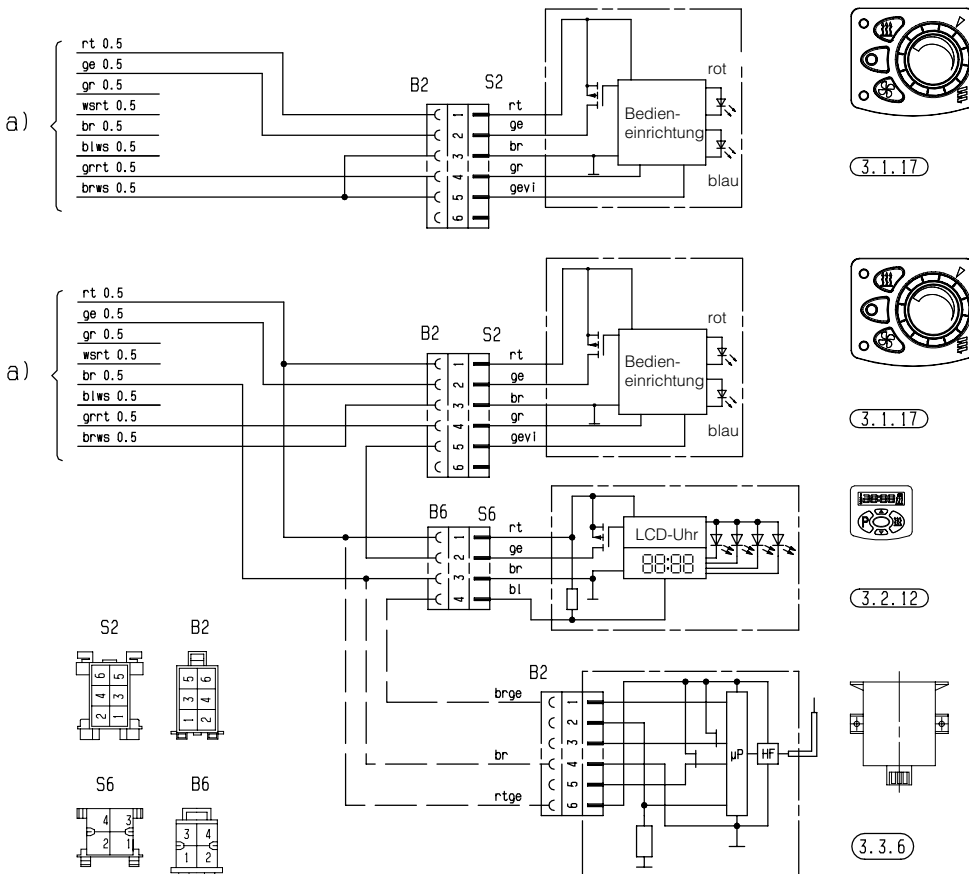 rt 0.5
ge 0.5
gr 0.5
wsrt 0.5
br 0.5
blws 0.5
grrt 0.5
brws 0.5
a)
B2 S2
1
2
3
4
5
6
rt
ge
br
gr
gevi
Bedien-
einrichtung
rot
blau
3.1.17
rt 0.5
ge 0.5
gr 0.5
wsrt 0.5
br 0.5
blws 0.5
grrt 0.5
brws 0.5
a)
B2 S2
1
2
3
4
5
6
rt
ge
br
gr
gevi
Bedien-
einrichtung
rot
blau
3.1.17
B6 S6
1
2
3
4
rt
ge
br
bl
LCD-Uhr
88:88
88:88
P
3.2.12
B2
brge
br
rtge
1
2
3
4
5
6
µP
HF
3.3.6
S2 B2
6 5
4 3
2 1
5 6
3 4
1 2
S6 B6
4 3
2 1
3 4
1 2